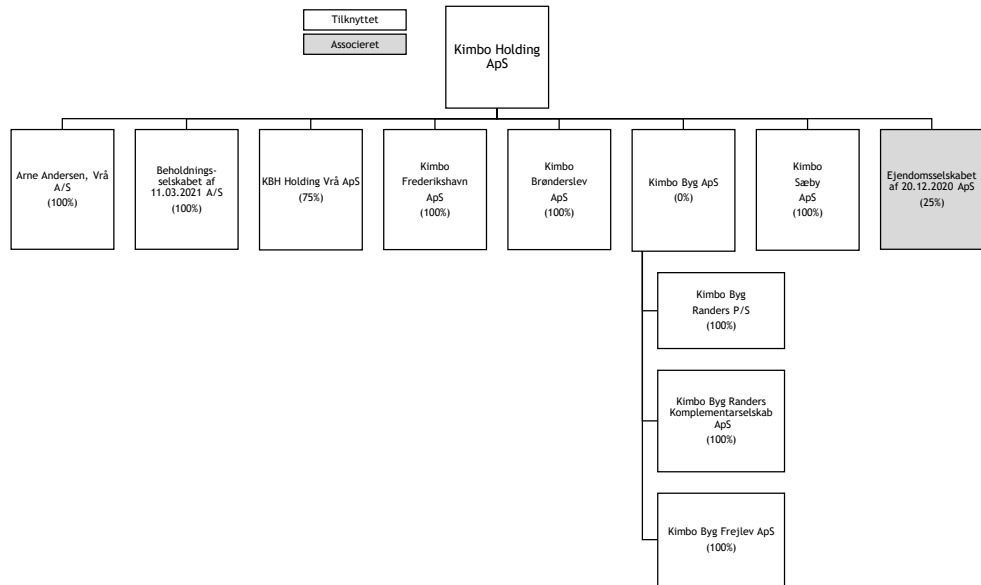 Tilknyttet
Associeret
Kimbo Holding
ApS
Arne Andersen, Vrå
A/S
(100%)
Beholdnings-
selskabet af
11.03.2021 A/S
(100%)
KBH Holding Vrå ApS
(75%)
Kimbo
Frederikshavn
ApS
(100%)
Kimbo
Brønderslev
ApS
(100%)
Kimbo Byg ApS
(0%)
Kimbo
Sæby
ApS
(100%)
Ejendomsselskabet
af 20.12.2020 ApS
(25%)
Kimbo Byg
Randers P/S
(100%)
Kimbo Byg Randers
Komplementarselskab
ApS
(100%)
Kimbo Byg Frejlev ApS
(100%)